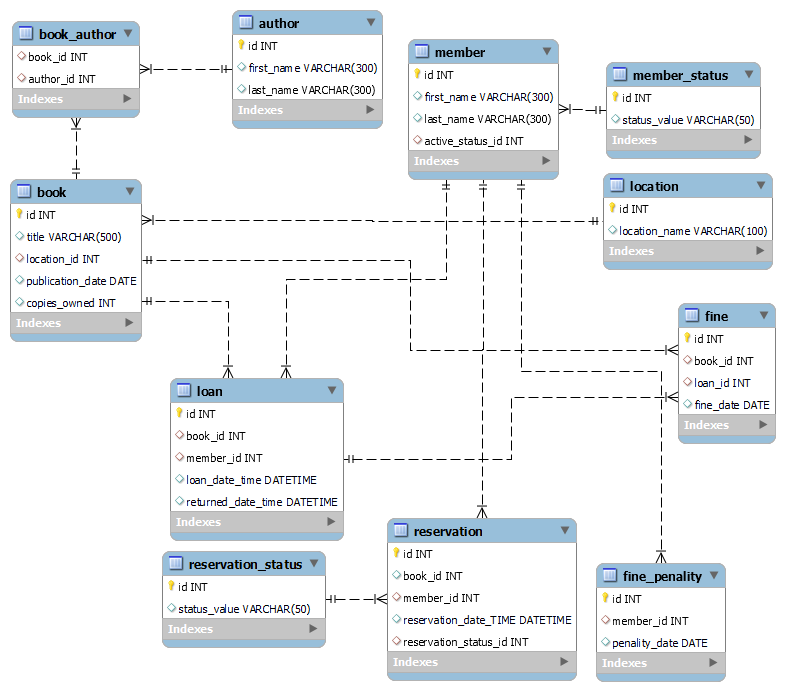 book_author
book_id INT
author_id INT
Indexes
author
id INT
first_name VARCHAR(300)
last_name VARCHAR(300)
Indexes
member
id INT
first_name VARCHAR(300)
last_name VARCHAR(300)
active_status_id INT
Indexes
member_status
id INT
status_value VARCHAR(50)
Indexes
book
id INT
title VARCHAR(500)
location_id INT
publication_date DATE
copies_owned INT
Indexes
location
id INT
location_name VARCHAR(100)
Indexes
fine
id INT
book_id INT
loan_id INT
fine_date DATE
Indexes
loan
id INT
book_id INT
member_id INT
loan_date_time DATETIME
returned_date_time DATETIME
Indexes
reservation_status
id INT
status_value VARCHAR(50)
Indexes
reservation
id INT
book_id INT
member_id INT
reservation_date_TIME DATETIME
reservation_status_id INT
Indexes
fine_penality
id INT
member_id INT
penality_date DATE
Indexes